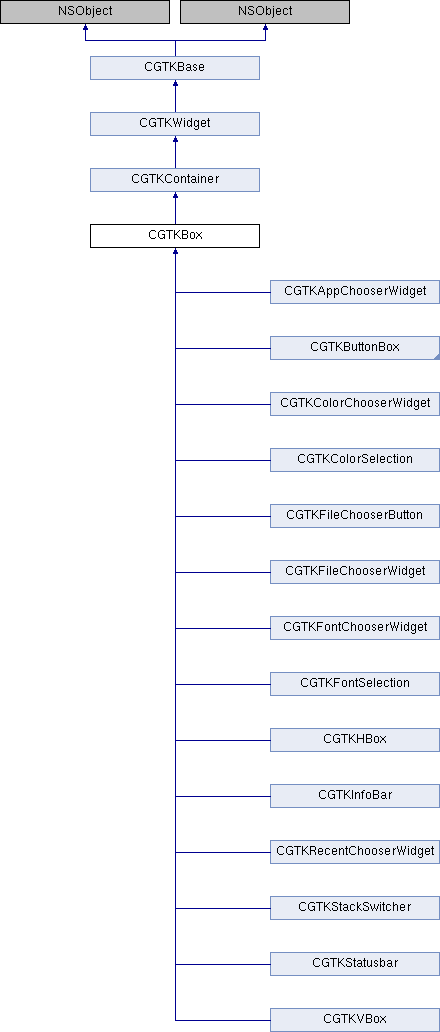 NSObject NSObject
CGTKBase
CGTKWidget
CGTKContainer
CGTKBox
CGTKAppChooserWidget
CGTKButtonBox
CGTKColorChooserWidget
CGTKColorSelection
CGTKFileChooserButton
CGTKFileChooserWidget
CGTKFontChooserWidget
CGTKFontSelection
CGTKHBox
CGTKInfoBar
CGTKRecentChooserWidget
CGTKStackSwitcher
CGTKStatusbar
CGTKVBox